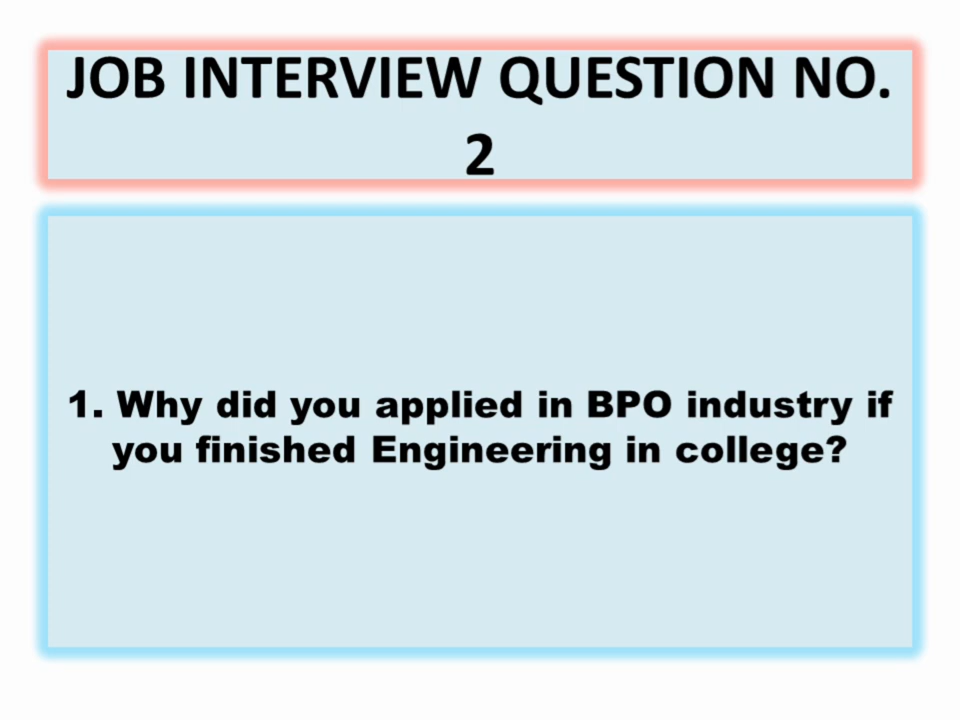 JOB INTERVIEW QUESTION NO.
2
1. Why did you applied in BPO industry if
you finished Engineering in college?